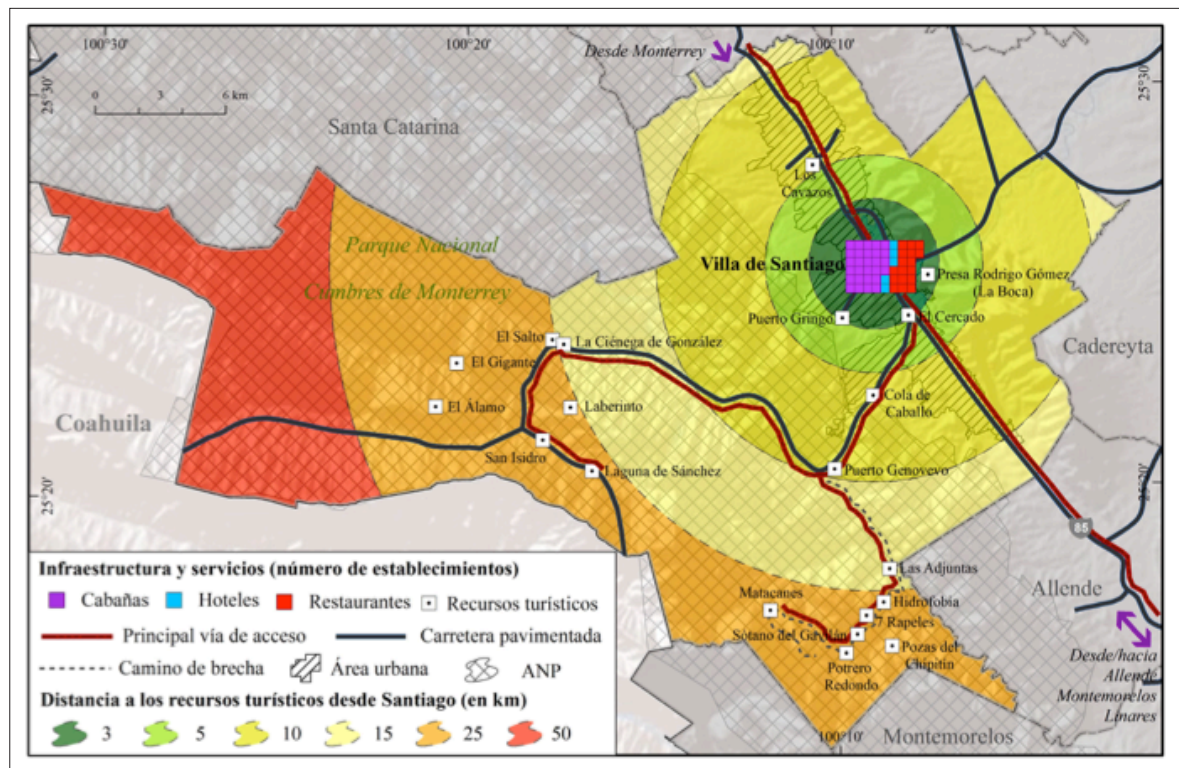 100°30'
100°20'
100°10'
Desde Monterrey
25°30'
25°30'
0 3 6 km
Santa Catarina
Los
Cavazos
Parque Nacional
Cumbres de Monterrey
Villa de Santiago
Presa Rodrigo Gómez
(La Boca)
Puerto Gringo
El Cercado
El Salto
La Ciénega de González
El Gigante
Cadereyta
Coahuila
El Álamo
Laberinto
Cola de
Caballo
San Isidro
Laguna de Sánchez
Puerto Genovevo
25°20'
25°20'
85
Las Adjuntas
Allende
Matacanes
Hidrofobia
7 Rapeles
Sótano del Gavilán
Pozas del
Chipitín
Potrero
Redondo
Desde/hacia
Allende
Montemorelos
Linares
100°10'
Montemorelos
Infraestructura y servicios (número de establecimientos)
Cabañas Hoteles Restaurantes Recursos turísticos
Principal vía de acceso Carretera pavimentada
Camino de brecha Área urbana ANP
Distancia a los recursos turísticos desde Santiago (en km)
3 5 10 15 25 50